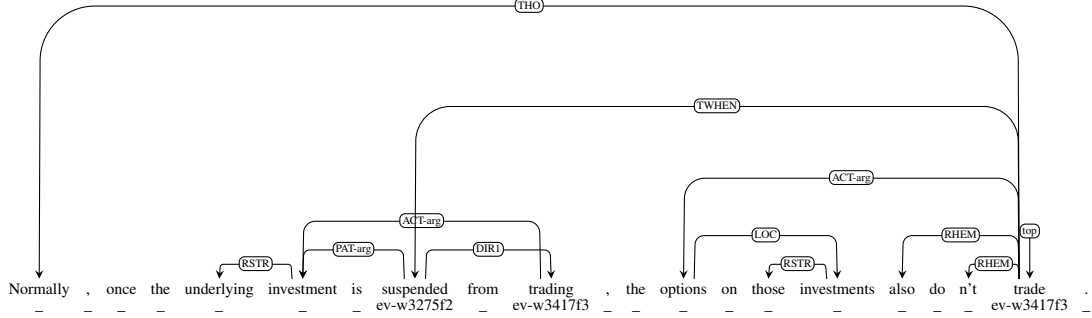 THO
TWHEN
ACT-arg
ACT-arg top
PAT-arg DIR1 LOC RHEM
RSTR RSTR RHEM
Normally , once the underlying investment is suspended from trading , the options on those investments also do n't trade .
_ _ _ _ _ _ _ ev-w3275f2 _ ev-w3417f3 _ _ _ _ _ _ _ _ _ ev-w3417f3 _